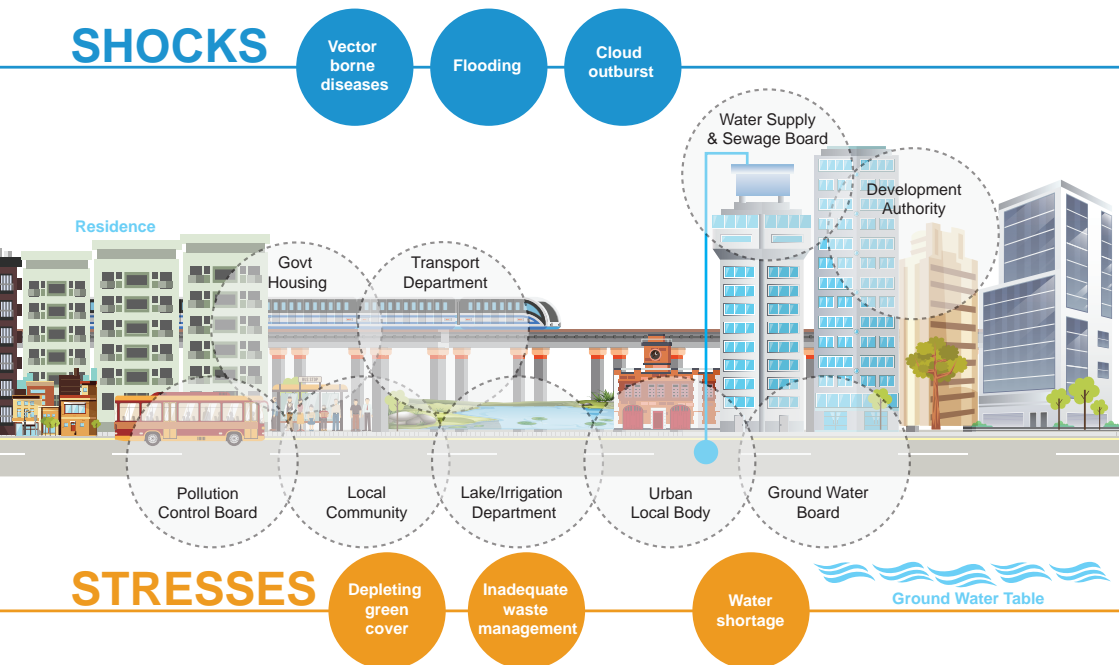 SHOCKS
Vector
borne
diseases
Flooding
Cloud
outburst
Water Supply
& Sewage Board
Development
Authority
Residence
Govt
Housing
Transport
Department
Pollution
Control Board
Local
Community
Lake/Irrigation
Department
Urban
Local Body
Ground Water
Board
STRESSES
Depleting
green
cover
Inadequate
waste
management
Water
shortage
Ground Water Table